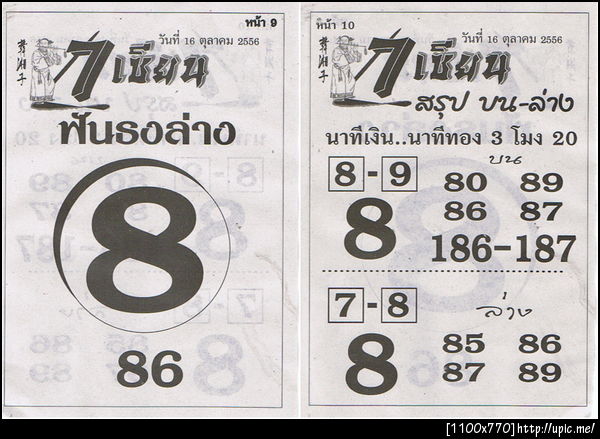 หน้า 9
วันที่ 16 ตุลาคม 2556
7 เซียน
ฟันธงล่าง
8
86
หน้า 10
วันที่ 16 ตุลาคม 2556
7 เซียน
สรุป บน-ล่าง
นาทีเงิน..นาทีทอง 3 โมง 20
บน
8 - 9
80 89
8
86 87
186-187
7 - 8
ล่าง
8
85 86
87 89
[1100x770]http://upic.me/